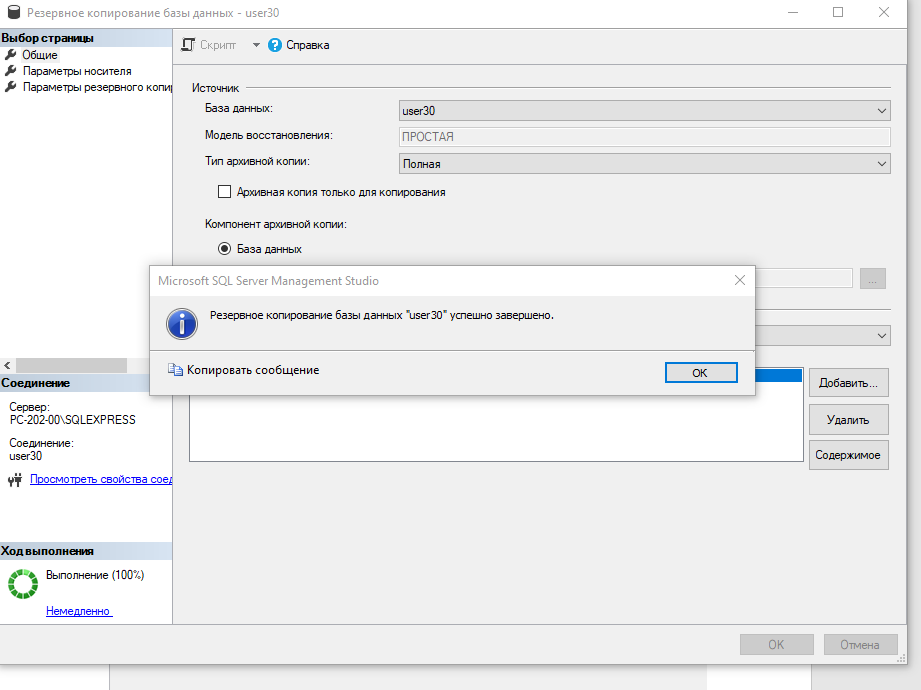 Резервное копирование базы данных - user30
Выбор страницы
Общие
Параметры носителя
Параметры резервного копи
Скрипт
Справка
Источник
База данных:
user30
Модель восстановления:
ПРОСТАЯ
Тип архивной копии:
Полная
Архивная копия только для копирования
Компонент архивной копии:
База данных
...
Microsoft SQL Server Management Studio
Резервное копирование базы данных "user30" успешно завершено.
Копировать сообщение
ОК
Добавить...
Удалить
Содержимое
Соединение
Сервер:
PC-202-00\SQLEXPRESS
Соединение:
user30
Просмотреть свойства соед
Ход выполнения
Выполнение (100%)
Немедленно
ОК
Отмена